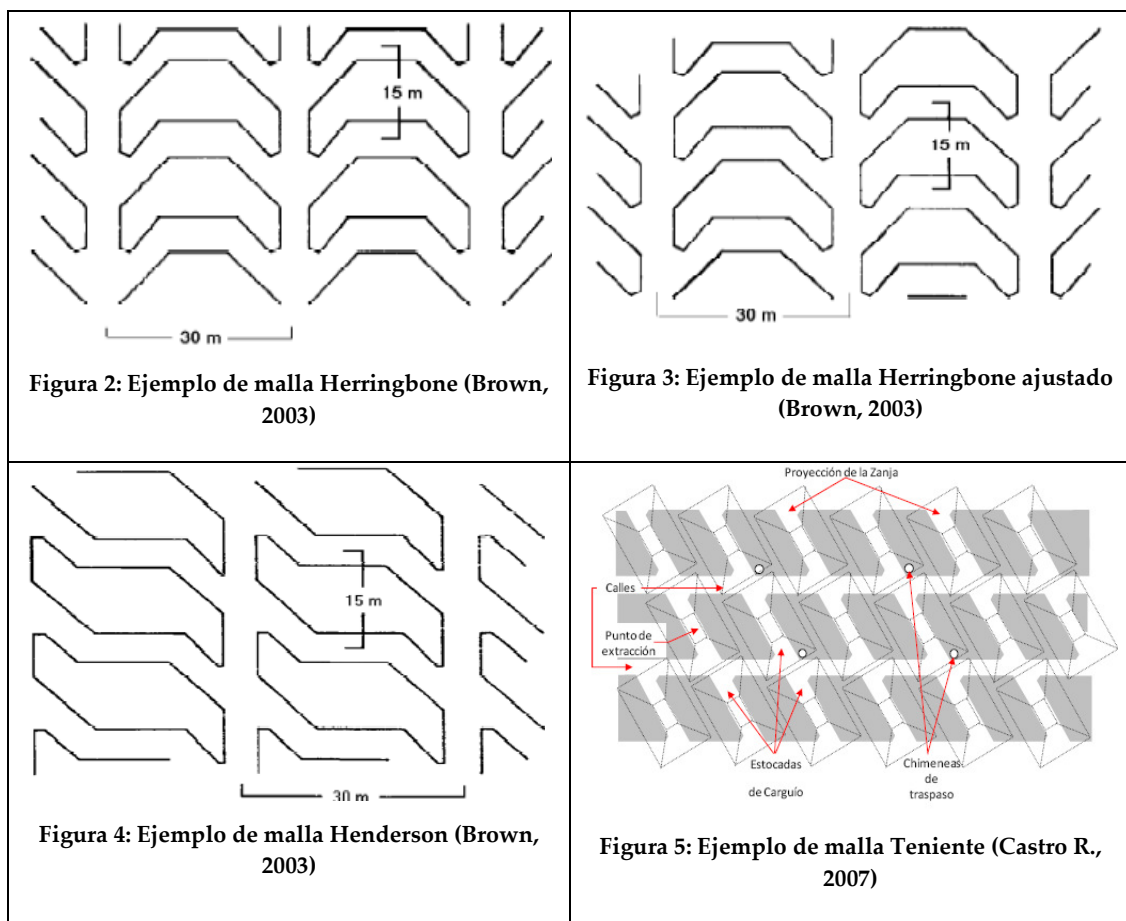 15 m
30 m
Figura 2: Ejemplo de malla Herringbone (Brown,
2003)
15 m
30 m
Figura 3: Ejemplo de malla Herringbone ajustado
(Brown, 2003)
15 m
30 m
Figura 4: Ejemplo de malla Henderson (Brown,
2003)
Proyección de la Zanja
Calles
Punto de
extracción
Estocadas
de Carguío
Chimeneas
de
traspaso
Figura 5: Ejemplo de malla Teniente (Castro R.,
2007)